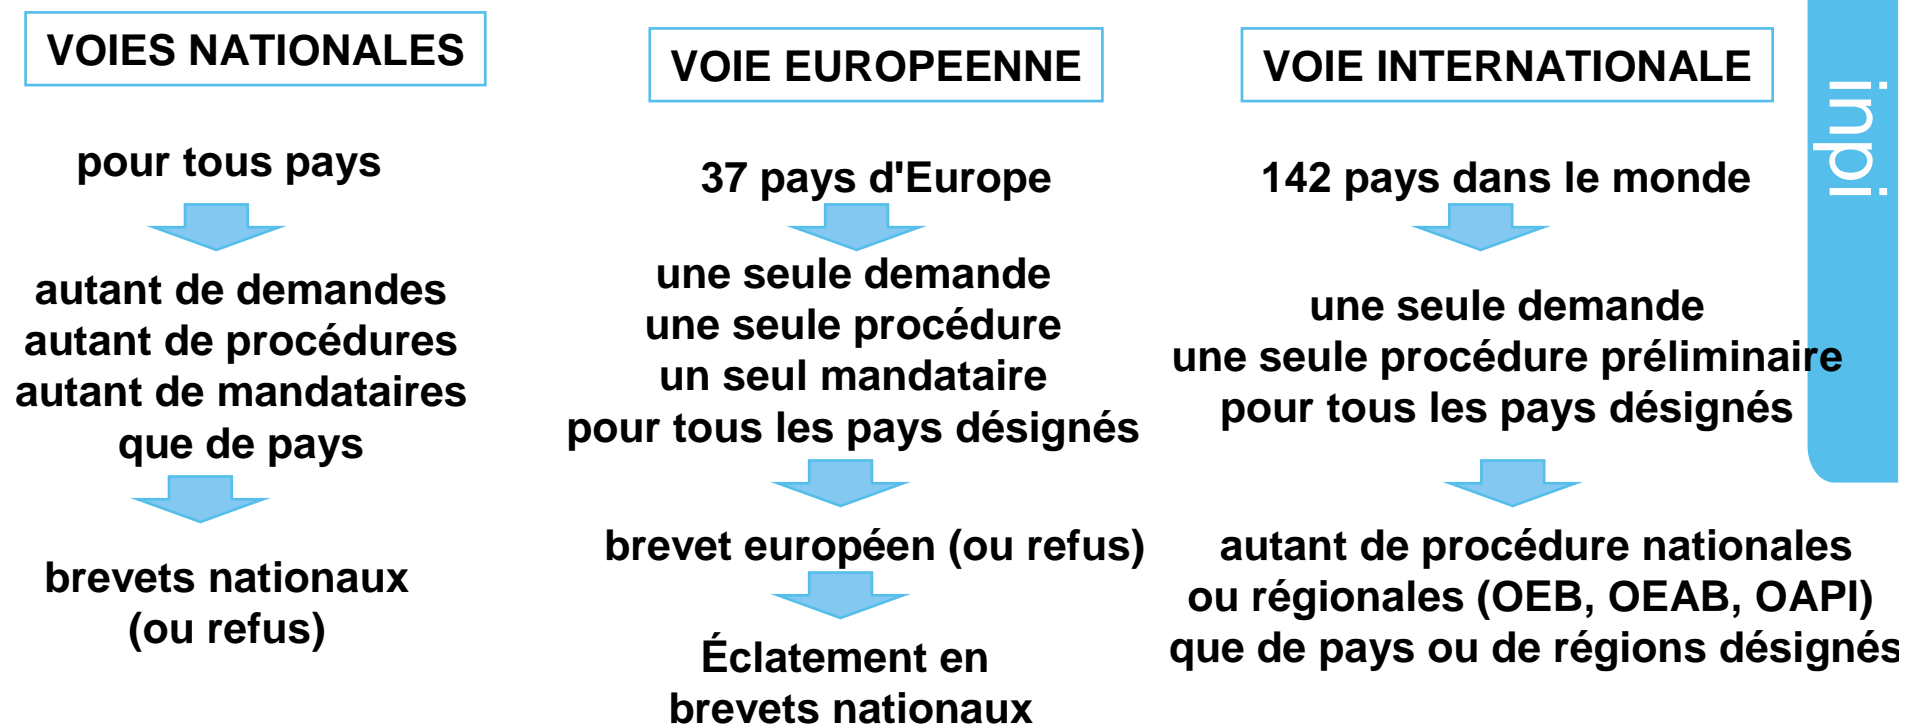 VOIES NATIONALES
pour tous pays
autant de demandes
autant de procédures
autant de mandataires
que de pays
brevets nationaux
(ou refus)
VOIE EUROPEENNE
37 pays d'Europe
une seule demande
une seule procédure
un seul mandataire
pour tous les pays désignés
brevet européen (ou refus)
Éclatement en
brevets nationaux
VOIE INTERNATIONALE
142 pays dans le monde
une seule demande
une seule procédure préliminaire
pour tous les pays désignés
autant de procédure nationales
ou régionales (OEB, OEAB, OAPI)
que de pays ou de régions désignés
inpi